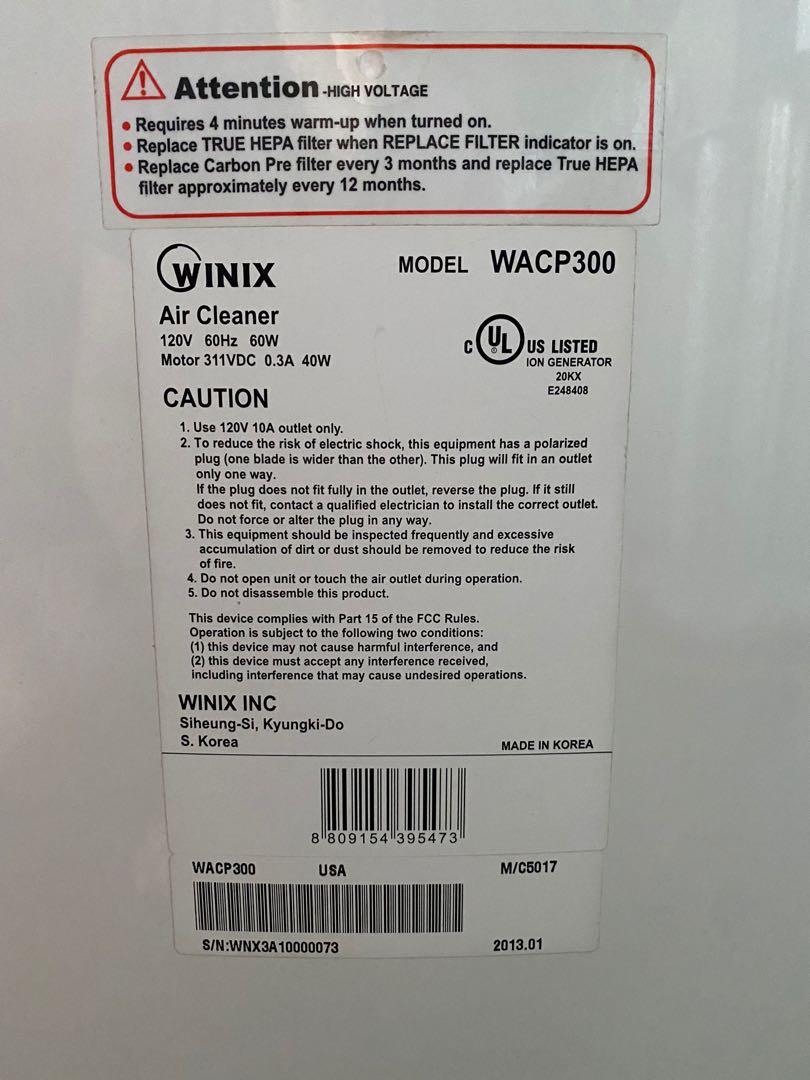 Attention -HIGH VOLTAGE
• Requires 4 minutes warm-up when turned on.
• Replace TRUE HEPA filter when REPLACE FILTER indicator is on.
• Replace Carbon Pre filter every 3 months and replace True HEPA
filter approximately every 12 months.
WINIX
MODEL WACP300
Air Cleaner
120V 60Hz 60W
Motor 311VDC 0.3A 40W
C UL US LISTED
ION GENERATOR
20KX
E248408
CAUTION
1. Use 120V 10A outlet only.
2. To reduce the risk of electric shock, this equipment has a polarized
plug (one blade is wider than the other). This plug will fit in an outlet
only one way.
If the plug does not fit fully in the outlet, reverse the plug. If it still
does not fit, contact a qualified electrician to install the correct outlet.
Do not force or alter the plug in any way.
3. This equipment should be inspected frequently and excessive
accumulation of dirt or dust should be removed to reduce the risk
of fire.
4. Do not open unit or touch the air outlet during operation.
5. Do not disassemble this product.
This device complies with Part 15 of the FCC Rules.
Operation is subject to the following two conditions:
(1) this device may not cause harmful interference, and
(2) this device must accept any interference received,
including interference that may cause undesired operations.
WINIX INC
Siheung-Si, Kyungki-Do
S. Korea
MADE IN KOREA
8 809154 395473
WACP300 USA M/C5017
S/N:WNX3A10000073 2013.01